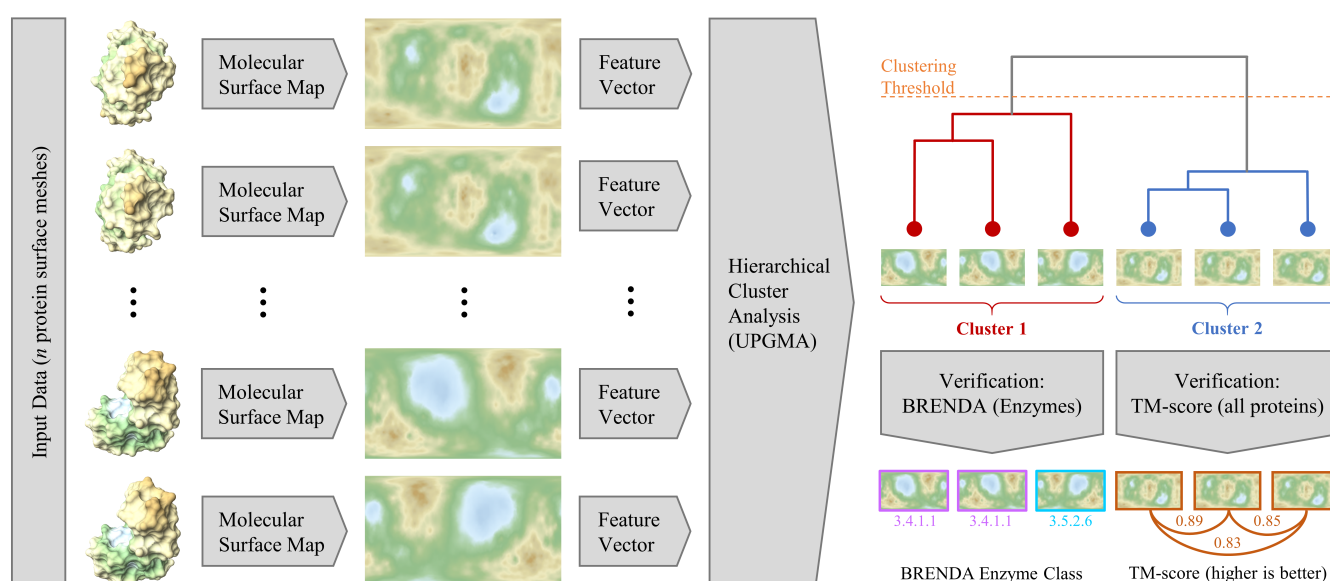 Input Data (n protein surface meshes)
Molecular
Surface Map
Feature
Vector
Molecular
Surface Map
Feature
Vector
Molecular
Surface Map
Feature
Vector
Molecular
Surface Map
Feature
Vector
Hierarchical
Cluster
Analysis
(UPGMA)
Clustering
Threshold
Cluster 1
Cluster 2
Verification:
BRENDA (Enzymes)
Verification:
TM-score (all proteins)
3.4.1.1
3.4.1.1
3.5.2.6
0.89
0.85
0.83
BRENDA Enzyme Class
TM-score (higher is better)